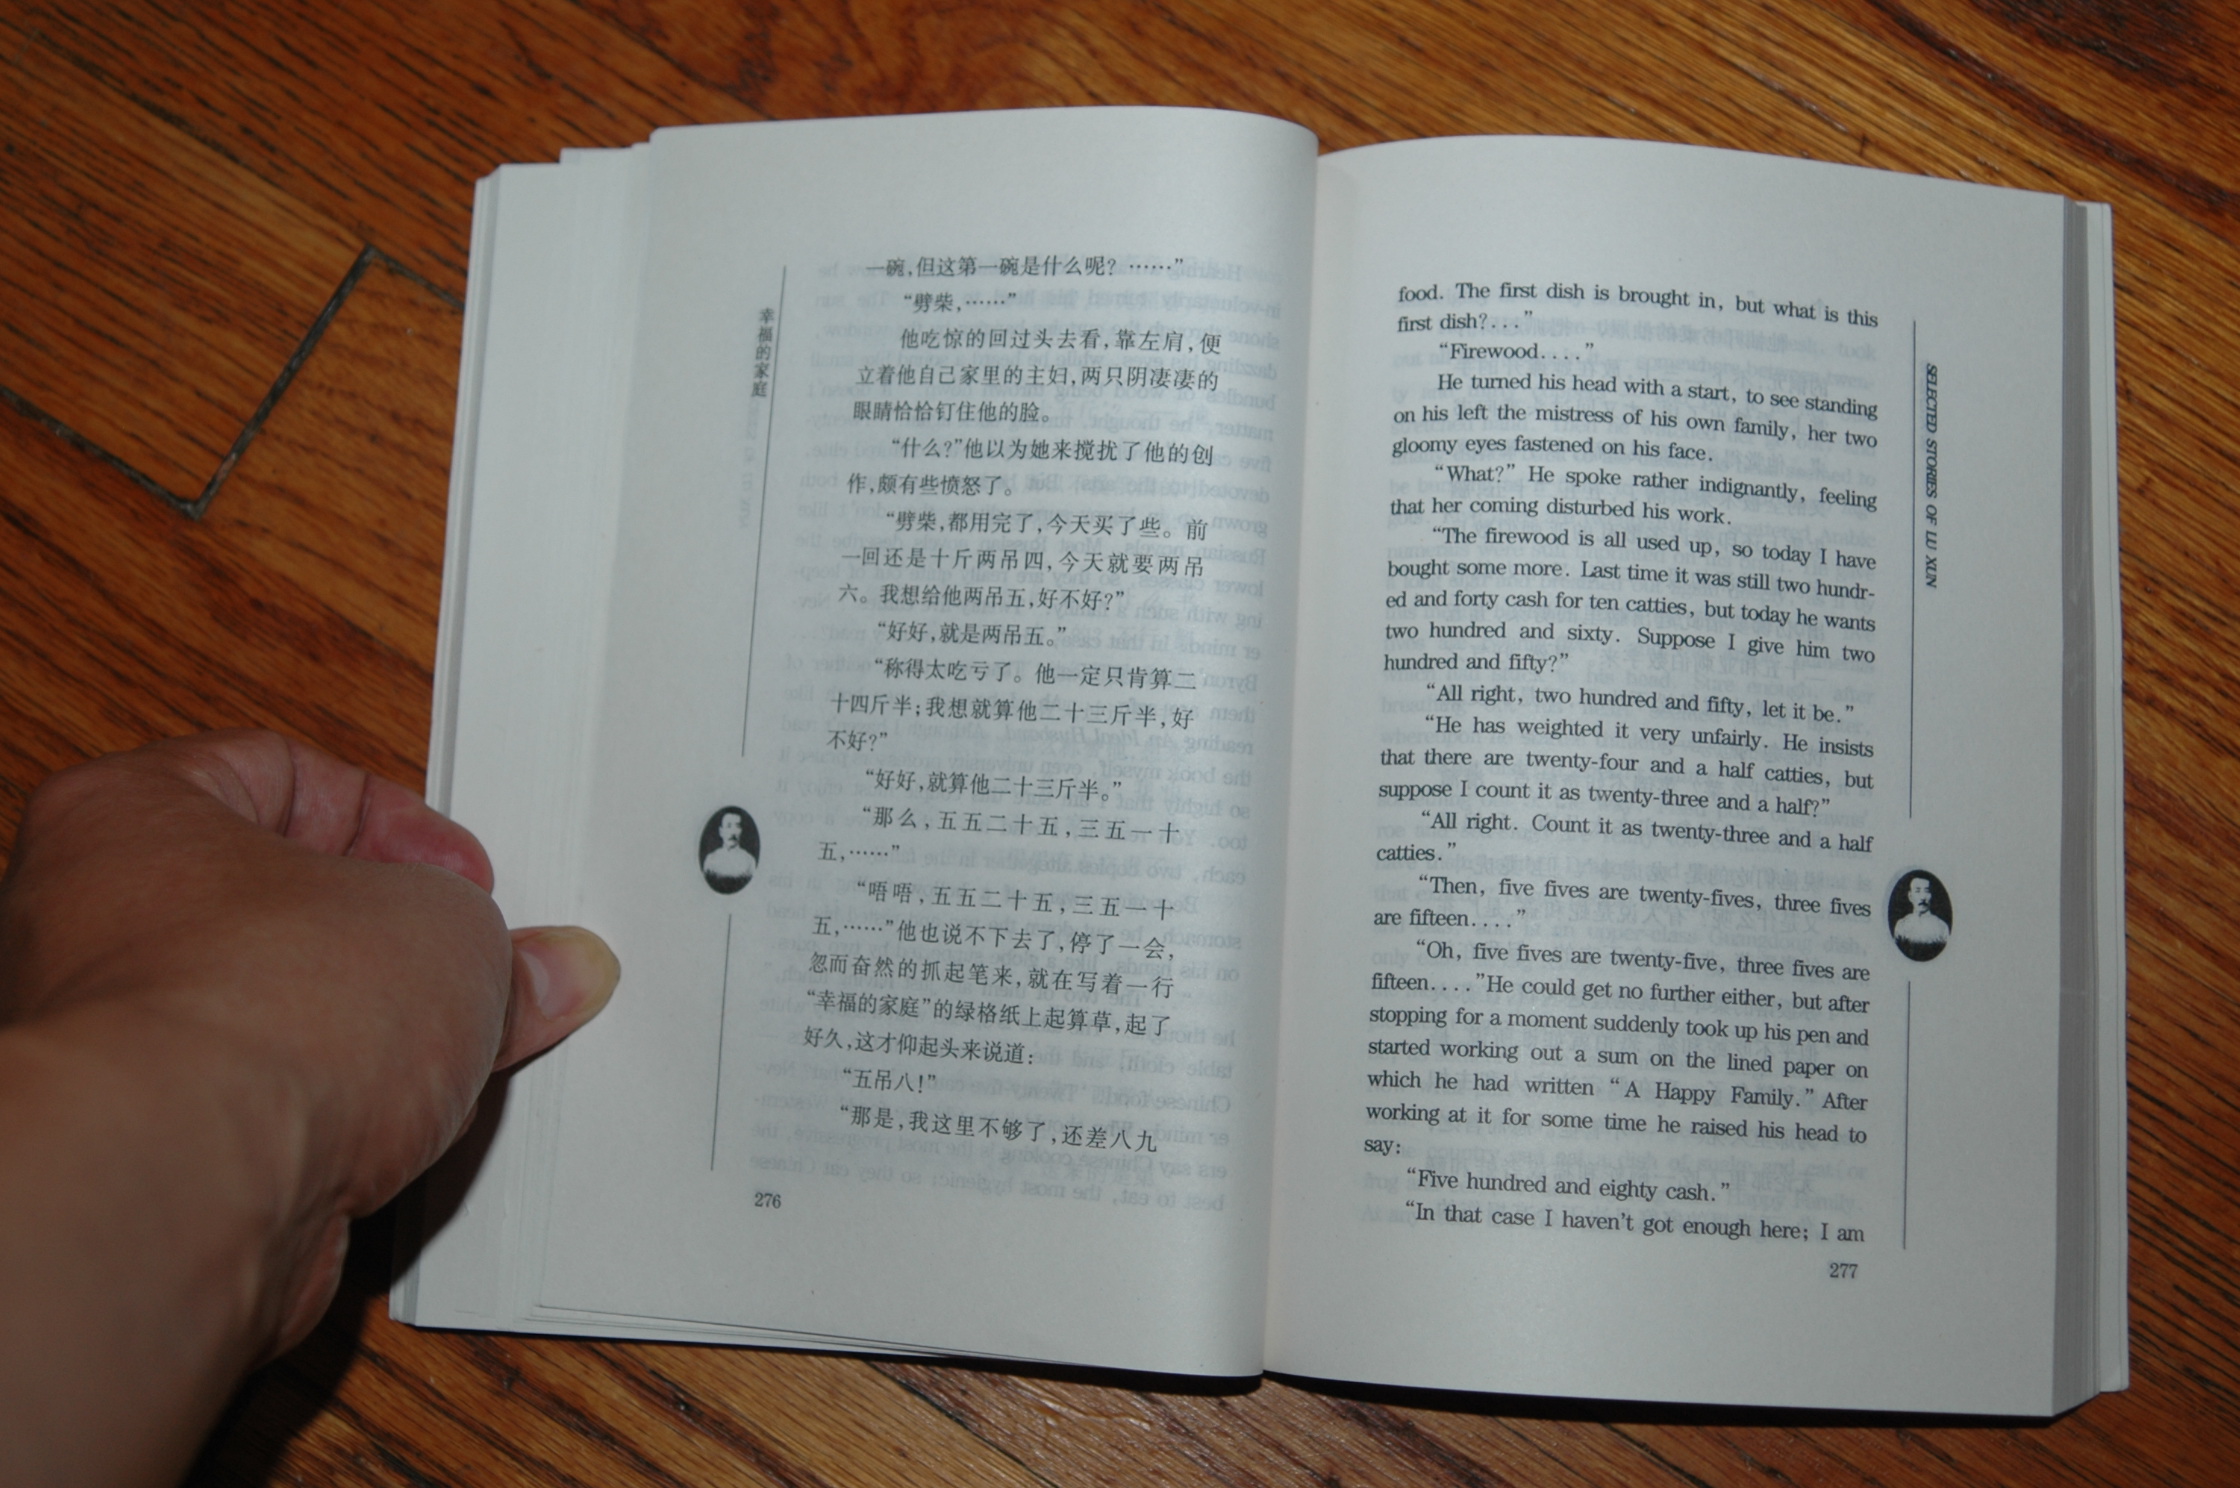 一碗,但这第一碗是什么呢?……”
“劈柴,……”
他吃惊的回过头去看,靠左肩,便
立着他自己家里的主妇,两只阴凄凄的
眼睛恰恰钉住他的脸。
“什么?”他以为她来搅扰了他的创
作,颇有些愤怒了。
“劈柴,都用完了,今天买了些。前
一回还是十斤两吊四,今天就要两吊
六。我想给他两吊五,好不好?”
“好好,就是两吊五。”
“称得太吃亏了。他一定只肯算二
十四斤半;我想就算他二十三斤半,好
不好?”
“好好,就算他二十三斤半。”
“那么,五五二十五,三五一十
五,……”
“唔唔,五五二十五,三五一十
五,……”他也说不下去了,停了一会,
忽而奋然的抓起笔来,就在写着一行
“幸福的家庭”的绿格纸上起算草,起了
好久,这才仰起头来说道:
“五吊八!”
“那是,我这里不够了,还差八九
幸福的家庭
276
food. The first dish is brought in, but what is this
first dish?...”
“Firewood....”
He turned his head with a start, to see standing
on his left the mistress of his own family, her two
gloomy eyes fastened on his face.
“What?” He spoke rather indignantly, feeling
that her coming disturbed his work.
“The firewood is all used up, so today I have
bought some more. Last time it was still two hundr-
ed and forty cash for ten catties, but today he wants
two hundred and sixty. Suppose I give him two
hundred and fifty?”
“All right, two hundred and fifty, let it be.”
“He has weighted it very unfairly. He insists
that there are twenty-four and a half catties, but
suppose I count it as twenty-three and a half?”
“All right. Count it as twenty-three and a half
catties.”
“Then, five fives are twenty-fives, three fives
are fifteen....”
“Oh, five fives are twenty-five, three fives are
fifteen....”He could get no further either, but after
stopping for a moment suddenly took up his pen and
started working out a sum on the lined paper on
which he had written “A Happy Family.” After
working at it for some time he raised his head to
say:
“Five hundred and eighty cash.”
“In that case I haven't got enough here; I am
SELECTED STORIES OF LU XUN
277